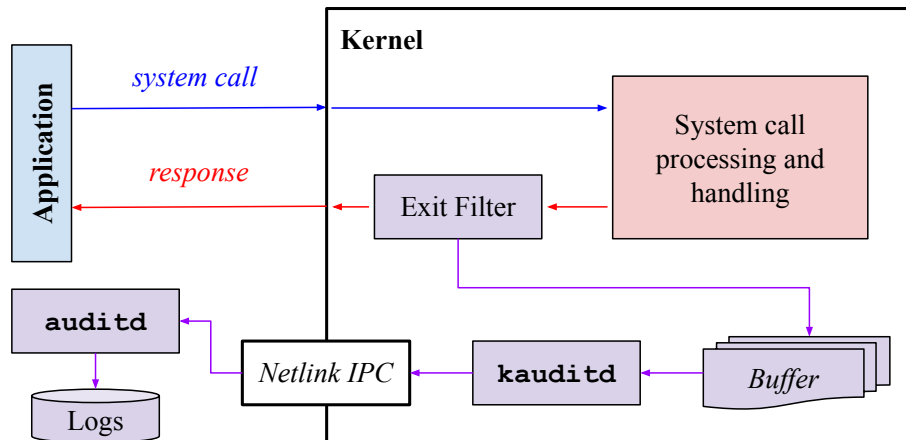 Kernel
Application
system call
System call
processing and
handling
response
Exit Filter
auditd
Netlink IPC
kauditd
Buffer
Logs